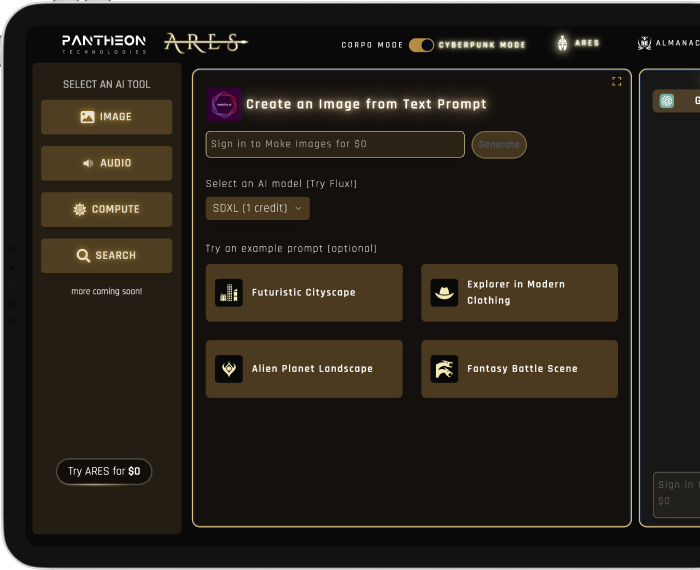 PANTHEON
TECHNOLOGIES
ARES
CORPO MODE
CYBERPUNK MODE
ARES
ALMANAC
SELECT AN AI TOOL
IMAGE
AUDIO
COMPUTE
SEARCH
more coming soon!
Try ARES for $0
Create an Image from Text Prompt
Sign in to Make Images for $0
Generate
Select an AI model [Try Flux!]
SDXL (1 credit)
Try an example prompt (optional)
Futuristic Cityscape
Explorer in Modern
Clothing
Alien Planet Landscape
Fantasy Battle Scene
G
Sign in t
$0